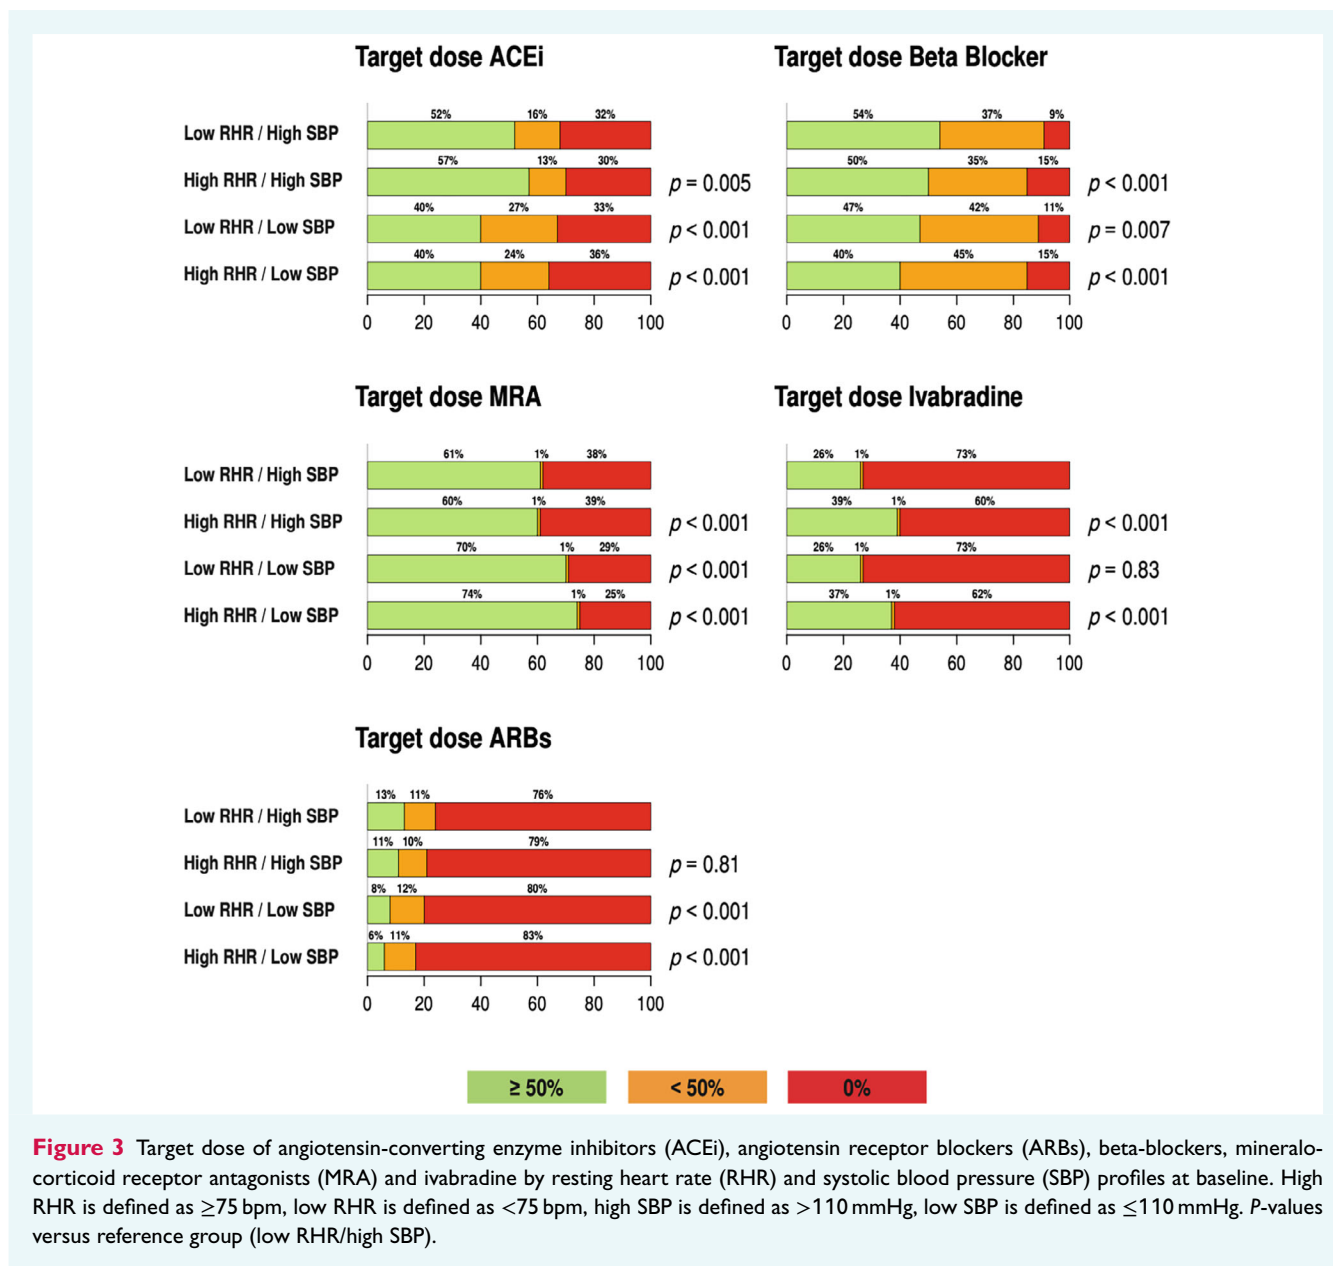 Target dose ACEi
52% 16% 32%
Low RHR / High SBP
57% 13% 30%
High RHR / High SBP p = 0.005
40% 27% 33%
Low RHR / Low SBP p < 0.001
40% 24% 36%
High RHR / Low SBP p < 0.001
0 20 40 60 80 100
Target dose Beta Blocker
54% 37% 9%
50% 35% 15%
p < 0.001
47% 42% 11%
p = 0.007
40% 45% 15%
p < 0.001
0 20 40 60 80 100
Target dose MRA
61% 1% 38%
Low RHR / High SBP
60% 1% 39%
High RHR / High SBP p < 0.001
70% 1% 29%
Low RHR / Low SBP p < 0.001
74% 1% 25%
High RHR / Low SBP p < 0.001
0 20 40 60 80 100
Target dose Ivabradine
26% 1% 73%
39% 1% 60%
p < 0.001
26% 1% 73%
p = 0.83
37% 1% 62%
p < 0.001
0 20 40 60 80 100
Target dose ARBs
13% 11% 76%
Low RHR / High SBP
11% 10% 79%
High RHR / High SBP p = 0.81
8% 12% 80%
Low RHR / Low SBP p < 0.001
6% 11% 83%
High RHR / Low SBP p < 0.001
0 20 40 60 80 100
≥ 50% < 50% 0%
Figure 3 Target dose of angiotensin-converting enzyme inhibitors (ACEi), angiotensin receptor blockers (ARBs), beta-blockers, mineralo-
corticoid receptor antagonists (MRA) and ivabradine by resting heart rate (RHR) and systolic blood pressure (SBP) profiles at baseline. High
RHR is defined as ≥75 bpm, low RHR is defined as <75 bpm, high SBP is defined as >110 mmHg, low SBP is defined as ≤110 mmHg. P-values
versus reference group (low RHR/high SBP).